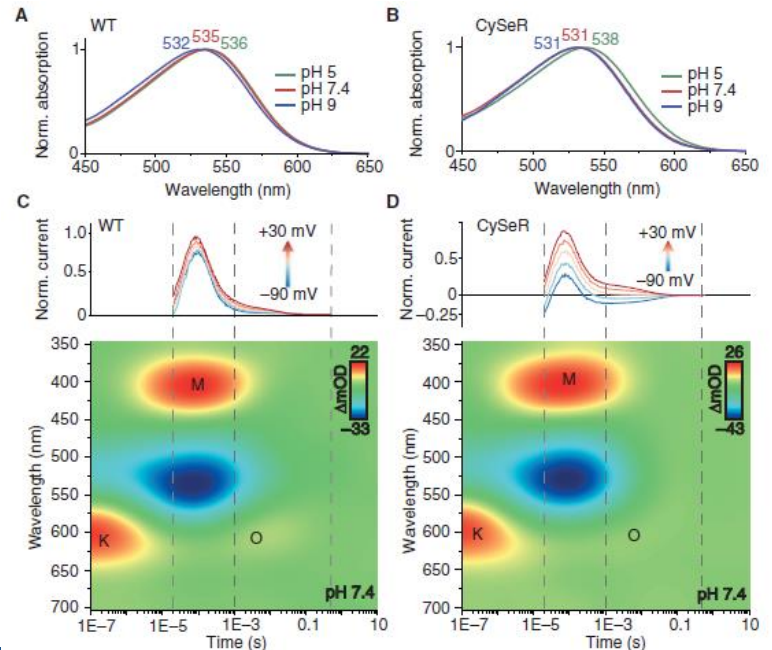 A WT
535
532 536
Norm. absorption
1
0
pH 5
pH 7.4
pH 9
450 500 550 600 650
Wavelength (nm)
B CySeR
531
531 538
Norm. absorption
1
0
pH 5
pH 7.4
pH 9
450 500 550 600 650
Wavelength (nm)
C WT
Norm. current
1.0
0.5
0
+30 mV
−90 mV
350
400
450
500
550
600
650
700
Wavelength (nm)
M
K
O
22
ΔmOD
−33
pH 7.4
1E−7 1E−5 1E−3 0.1 10
Time (s)
D CySeR
Norm. current
0.5
0
−0.25
+30 mV
−90 mV
350
400
450
500
550
600
650
700
Wavelength (nm)
M
K
O
26
ΔmOD
−43
pH 7.4
1E−7 1E−5 1E−3 0.1 10
Time (s)